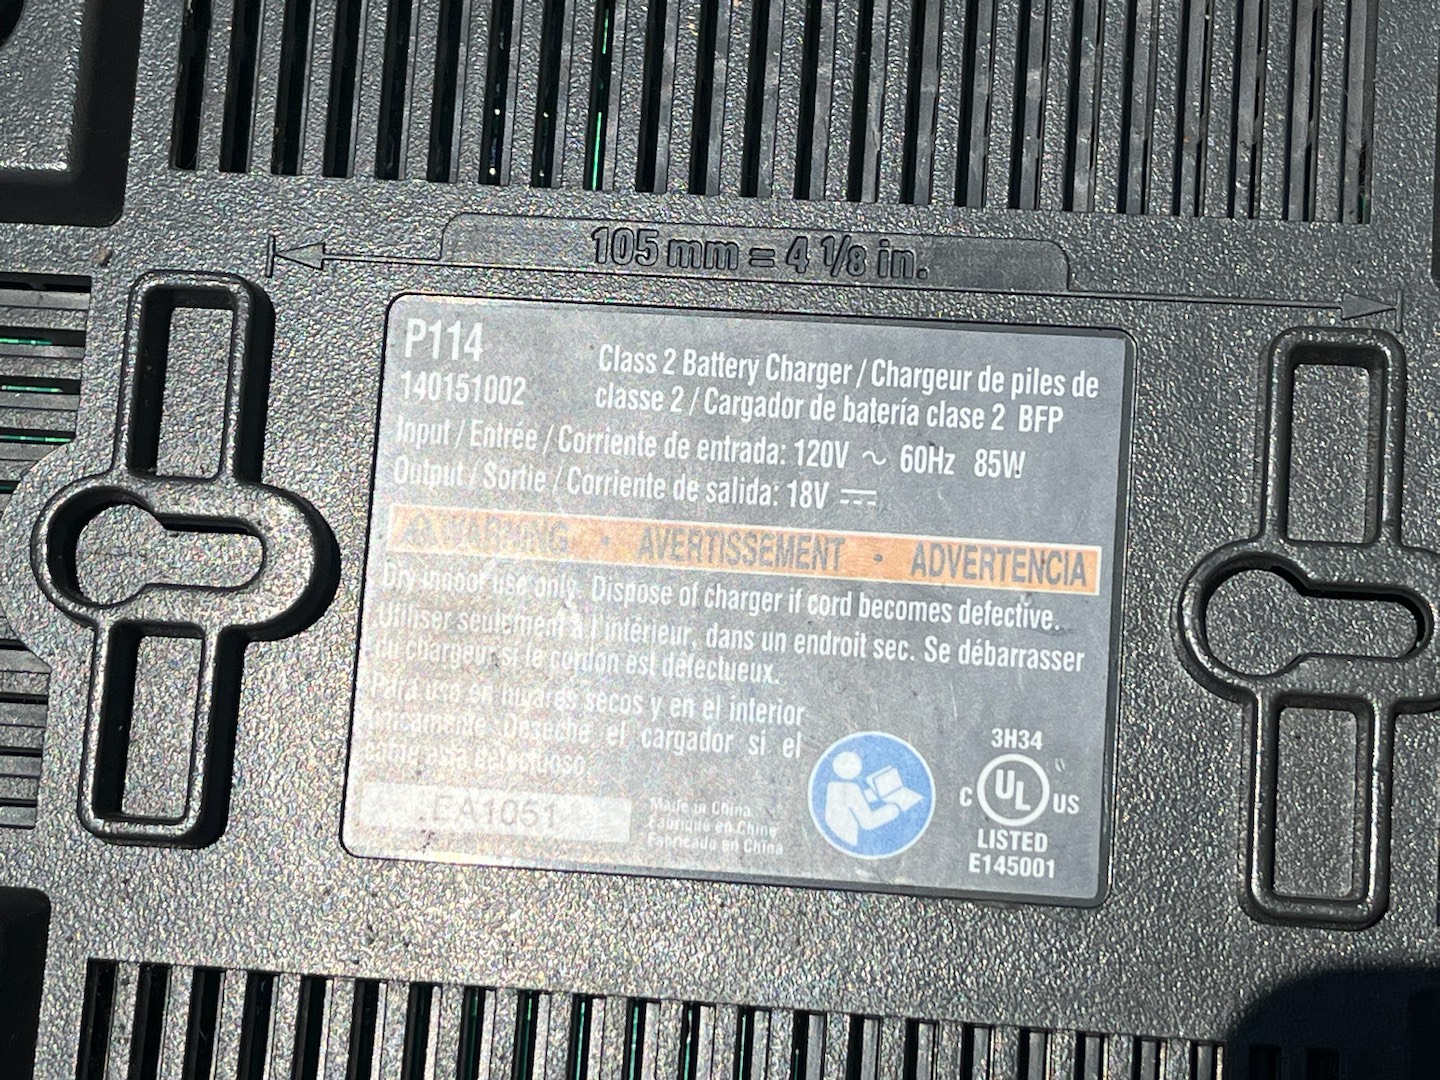 105 mm = 4 1/8 in.
P114
140151002
Class 2 Battery Charger / Chargeur de piles de
classe 2 / Cargador de batería clase 2 BFP
Input / Entrée / Corriente de entrada: 120V ~ 60Hz 85W
Output / Sortie / Corriente de salida: 18V ⎓
⚠ WARNING • AVERTISSEMENT • ADVERTENCIA
Dry indoor use only. Dispose of charger if cord becomes defective.
Utiliser seulement à l'intérieur, dans un endroit sec. Se débarrasser
du chargeur si le cordon est défectueux.
Para uso en lugares secos y en el interior
únicamente. Deseche el cargador si el
cable está defectuoso.
EA1051
Made in China
Fabriqué en Chine
Fabricado en China
3H34
C UL US
LISTED
E145001